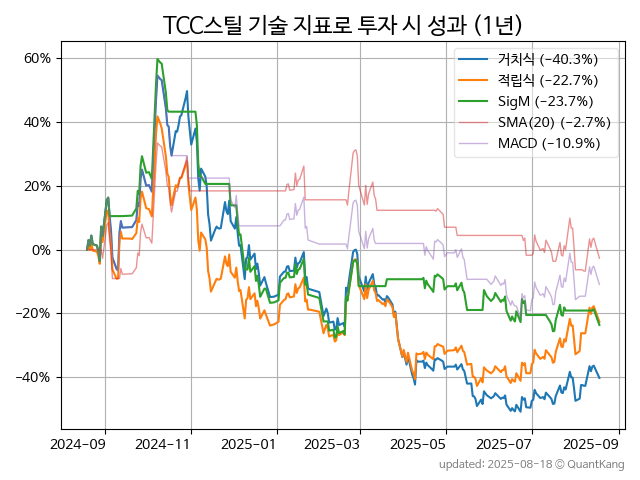 TCC스틸 기술 지표로 투자 시 성과 (1년)
거치식 (−40.3%)
적립식 (−22.7%)
SigM (−23.7%)
SMA(20) (−2.7%)
MACD (−10.9%)
60%
40%
20%
0%
−20%
−40%
2024-09 2024-11 2025-01 2025-03 2025-05 2025-07 2025-09
updated: 2025-08-18 © QuantKang